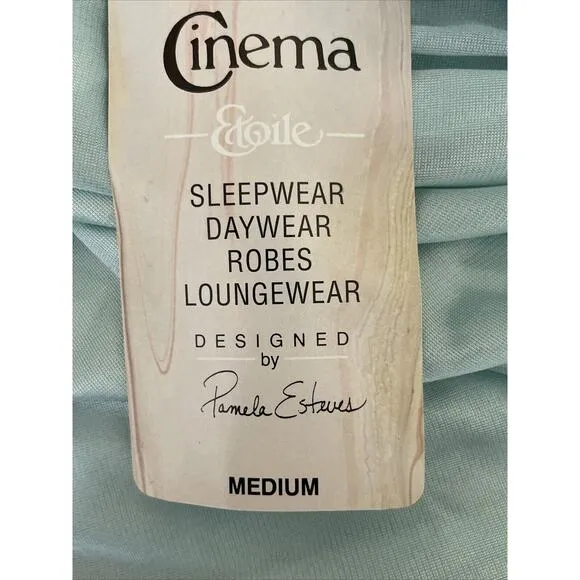 Cinema
Etoile
SLEEPWEAR
DAYWEAR
ROBES
LOUNGEWEAR
DESIGNED
by
Pamela Esteves
MEDIUM